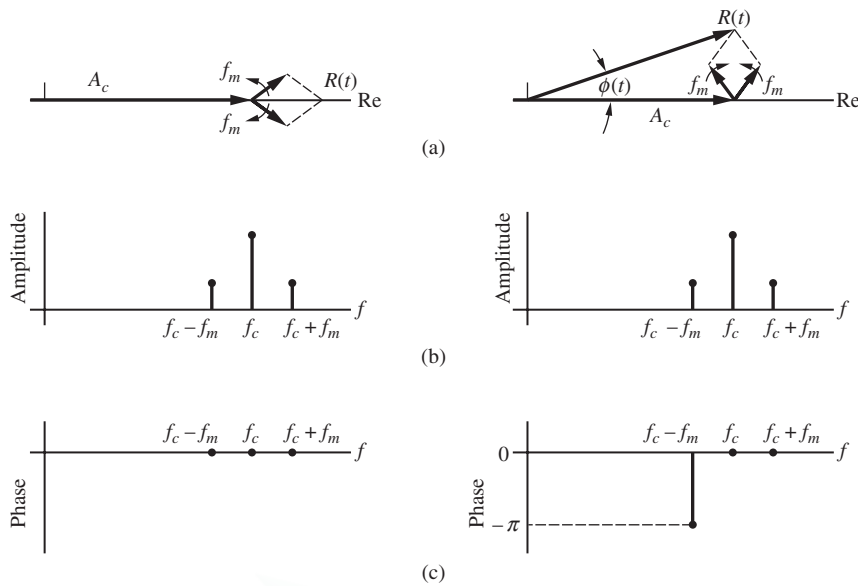 f_m
A_c
R(t)
Re
f_m
R(t)
f_m
f_m
ϕ(t)
A_c
Re
(a)
Amplitude
f
f_c − f_m
f_c
f_c + f_m
Amplitude
f
f_c − f_m
f_c
f_c + f_m
(b)
f_c − f_m
f_c
f_c + f_m
f
Phase
f_c − f_m
f_c
f_c + f_m
0
f
Phase
−π
(c)